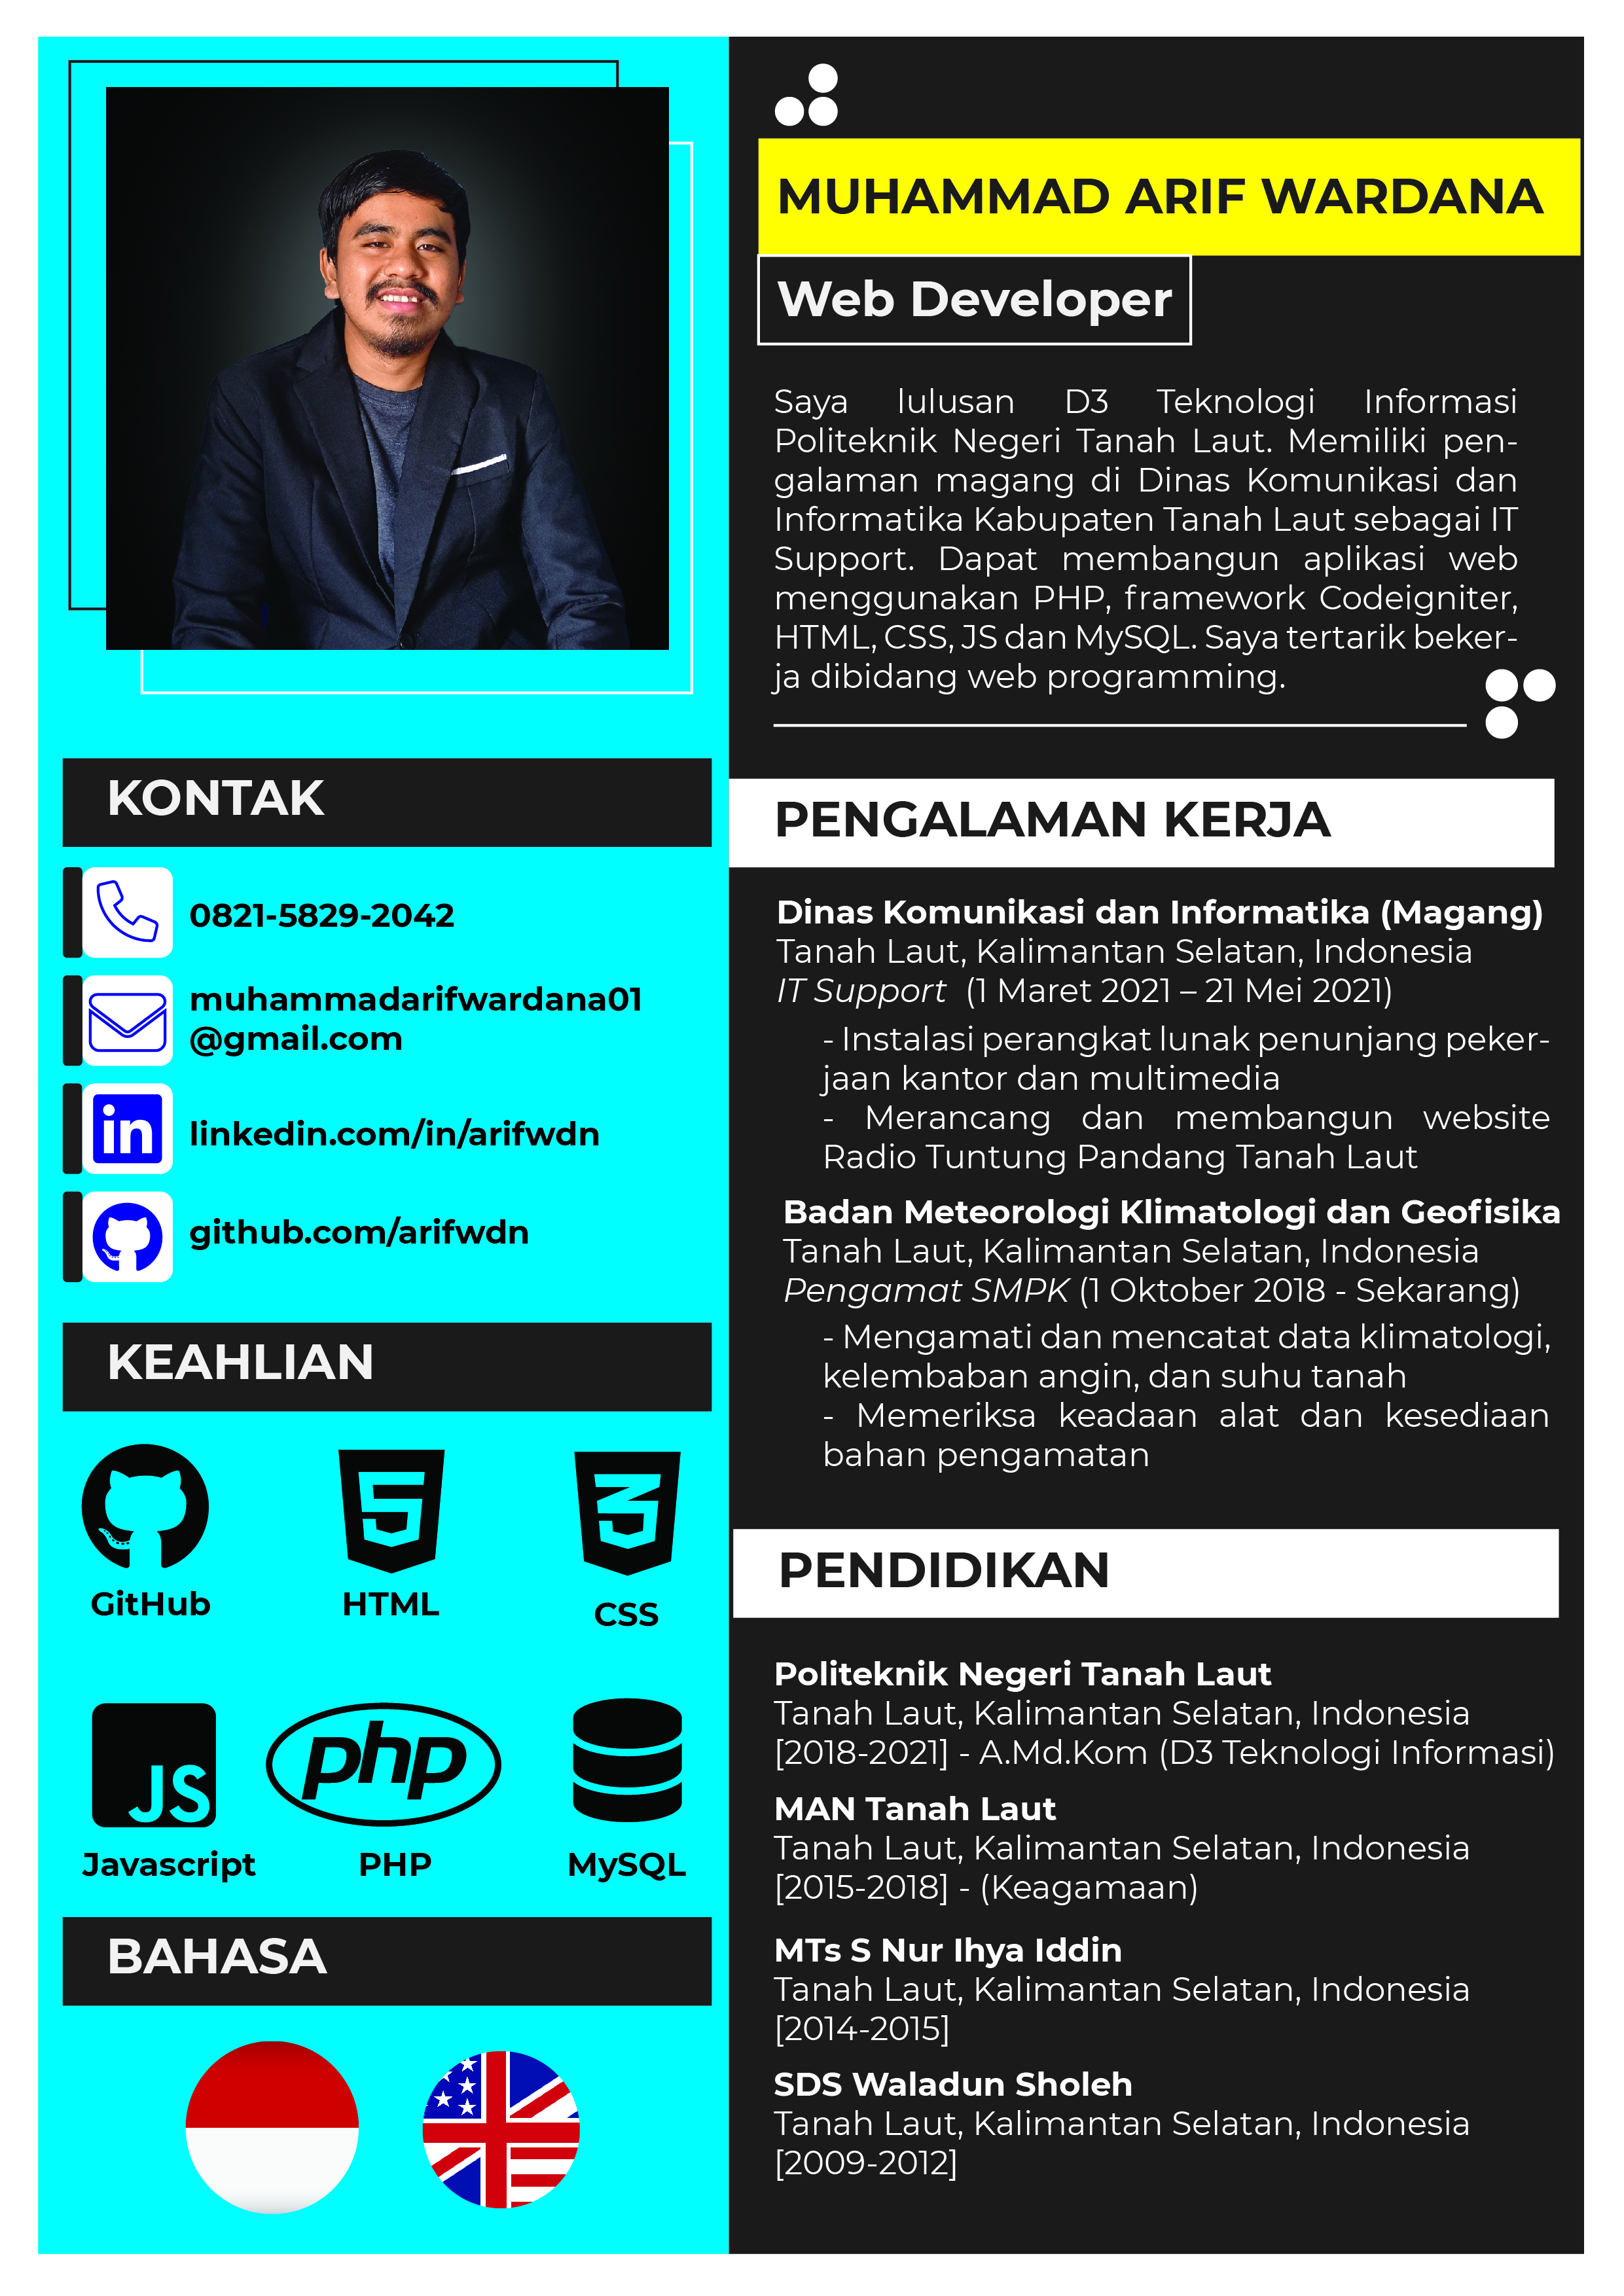 MUHAMMAD ARIF WARDANA
Web Developer
Saya lulusan D3 Teknologi Informasi
Politeknik Negeri Tanah Laut. Memiliki pen-
galaman magang di Dinas Komunikasi dan
Informatika Kabupaten Tanah Laut sebagai IT
Support. Dapat membangun aplikasi web
menggunakan PHP, framework Codeigniter,
HTML, CSS, JS dan MySQL. Saya tertarik beker-
ja dibidang web programming.
KONTAK
0821-5829-2042
muhammadarifwardana01
@gmail.com
in
linkedin.com/in/arifwdn
github.com/arifwdn
KEAHLIAN
GitHub
5
HTML
3
CSS
JS
Javascript
php
PHP
MySQL
BAHASA
PENGALAMAN KERJA
Dinas Komunikasi dan Informatika (Magang)
Tanah Laut, Kalimantan Selatan, Indonesia
IT Support (1 Maret 2021 – 21 Mei 2021)
- Instalasi perangkat lunak penunjang peker-
jaan kantor dan multimedia
- Merancang dan membangun website
Radio Tuntung Pandang Tanah Laut
Badan Meteorologi Klimatologi dan Geofisika
Tanah Laut, Kalimantan Selatan, Indonesia
Pengamat SMPK (1 Oktober 2018 - Sekarang)
- Mengamati dan mencatat data klimatologi,
kelembaban angin, dan suhu tanah
- Memeriksa keadaan alat dan kesediaan
bahan pengamatan
PENDIDIKAN
Politeknik Negeri Tanah Laut
Tanah Laut, Kalimantan Selatan, Indonesia
[2018-2021] - A.Md.Kom (D3 Teknologi Informasi)
MAN Tanah Laut
Tanah Laut, Kalimantan Selatan, Indonesia
[2015-2018] - (Keagamaan)
MTs S Nur Ihya Iddin
Tanah Laut, Kalimantan Selatan, Indonesia
[2014-2015]
SDS Waladun Sholeh
Tanah Laut, Kalimantan Selatan, Indonesia
[2009-2012]